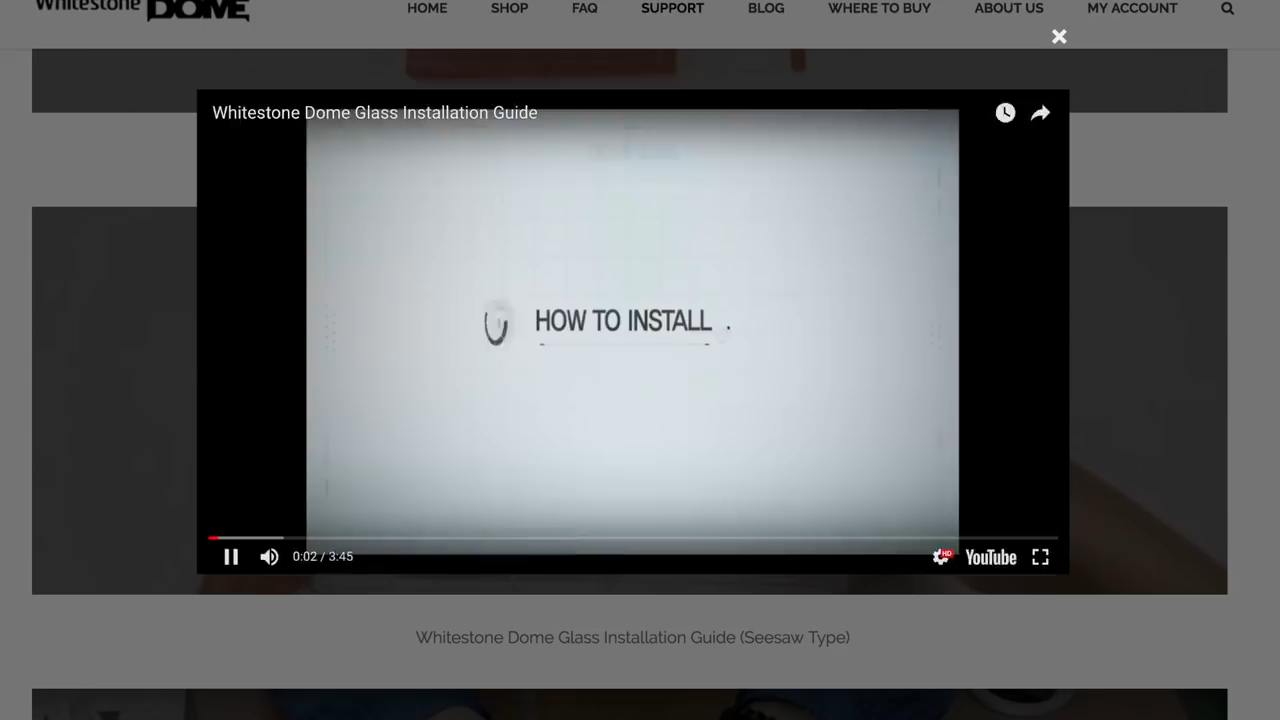 Whitestone DOME
HOME SHOP FAQ SUPPORT BLOG WHERE TO BUY ABOUT US MY ACCOUNT
Whitestone Dome Glass Installation Guide
HOW TO INSTALL .
0:02 / 3:45
HD
YouTube
Whitestone Dome Glass Installation Guide (Seesaw Type)